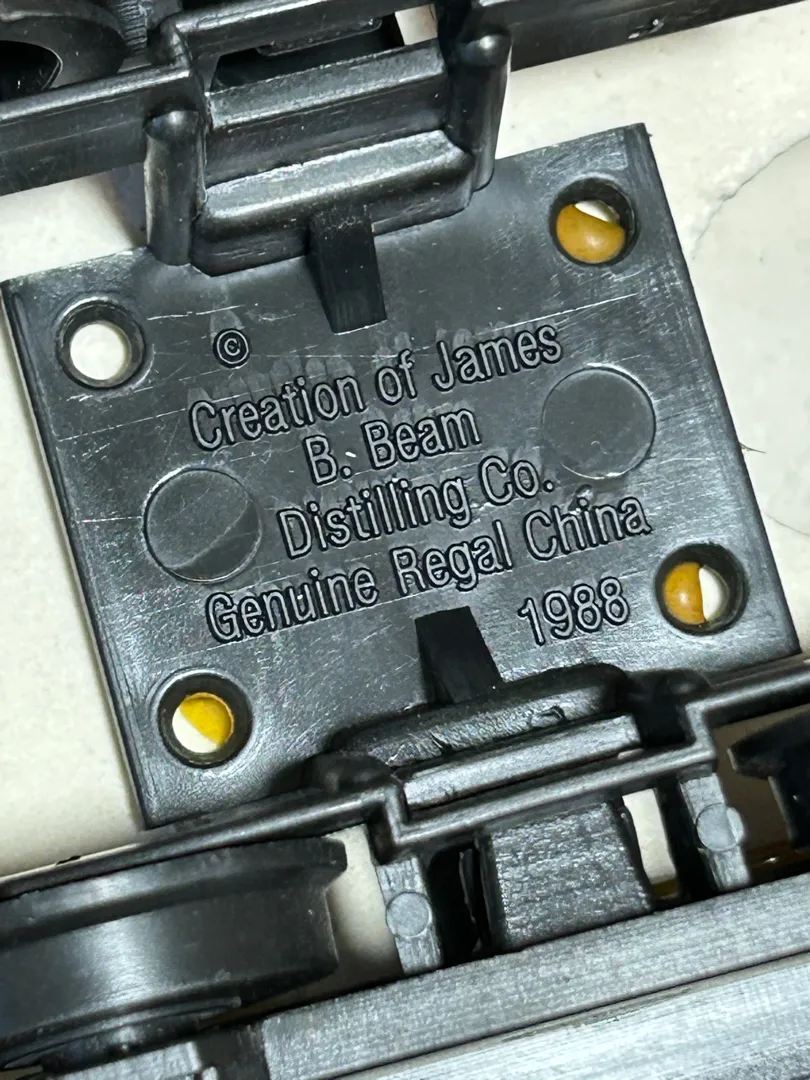 ©
Creation of James
B. Beam
Distilling Co.
Genuine Regal China
1988